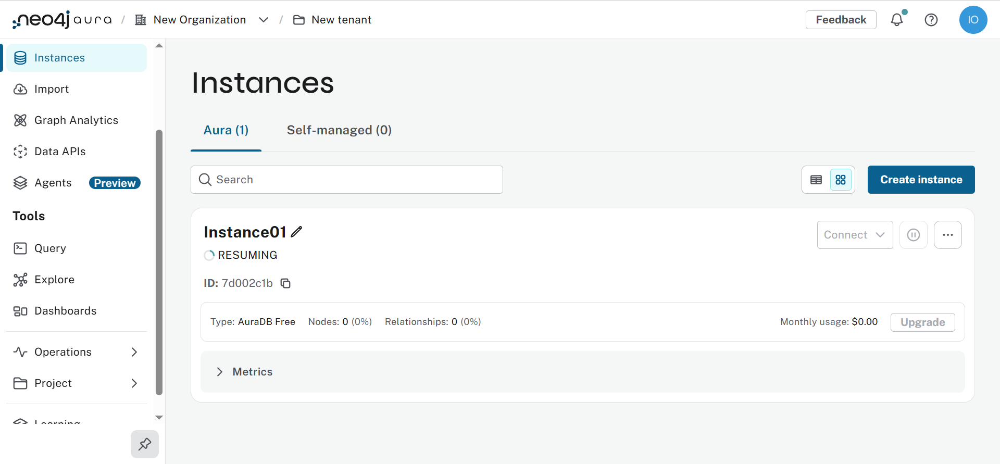 neo4j aura / New Organization / New tenant
Feedback
IO
Instances
Import
Graph Analytics
Data APIs
Agents Preview
Tools
Query
Explore
Dashboards
Operations
Project
Learning
Instances
Aura (1) Self-managed (0)
Search
Create instance
Instance01
Connect
RESUMING
ID: 7d002c1b
Type: AuraDB Free Nodes: 0 (0%) Relationships: 0 (0%) Monthly usage: $0.00 Upgrade
Metrics